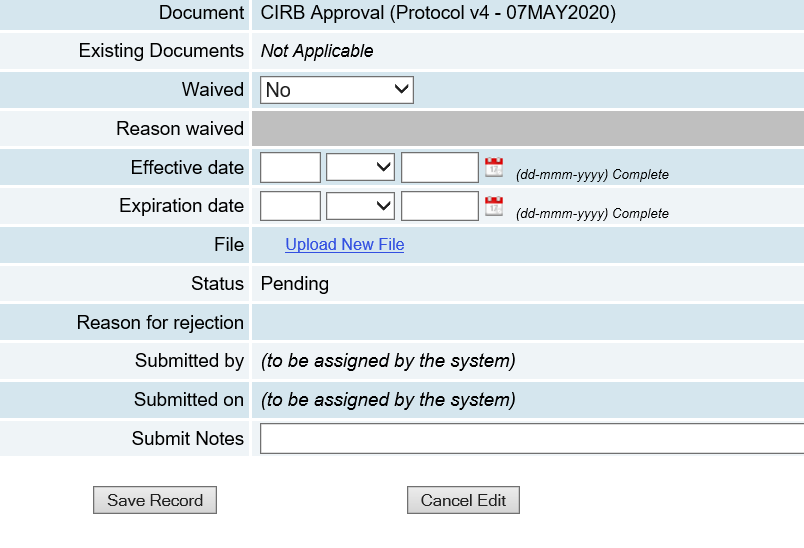 Document CIRB Approval (Protocol v4 - 07MAY2020)
Existing Documents Not Applicable
Waived No
Reason waived
Effective date (dd-mmm-yyyy) Complete
Expiration date (dd-mmm-yyyy) Complete
File Upload New File
Status Pending
Reason for rejection
Submitted by (to be assigned by the system)
Submitted on (to be assigned by the system)
Submit Notes
Save Record Cancel Edit